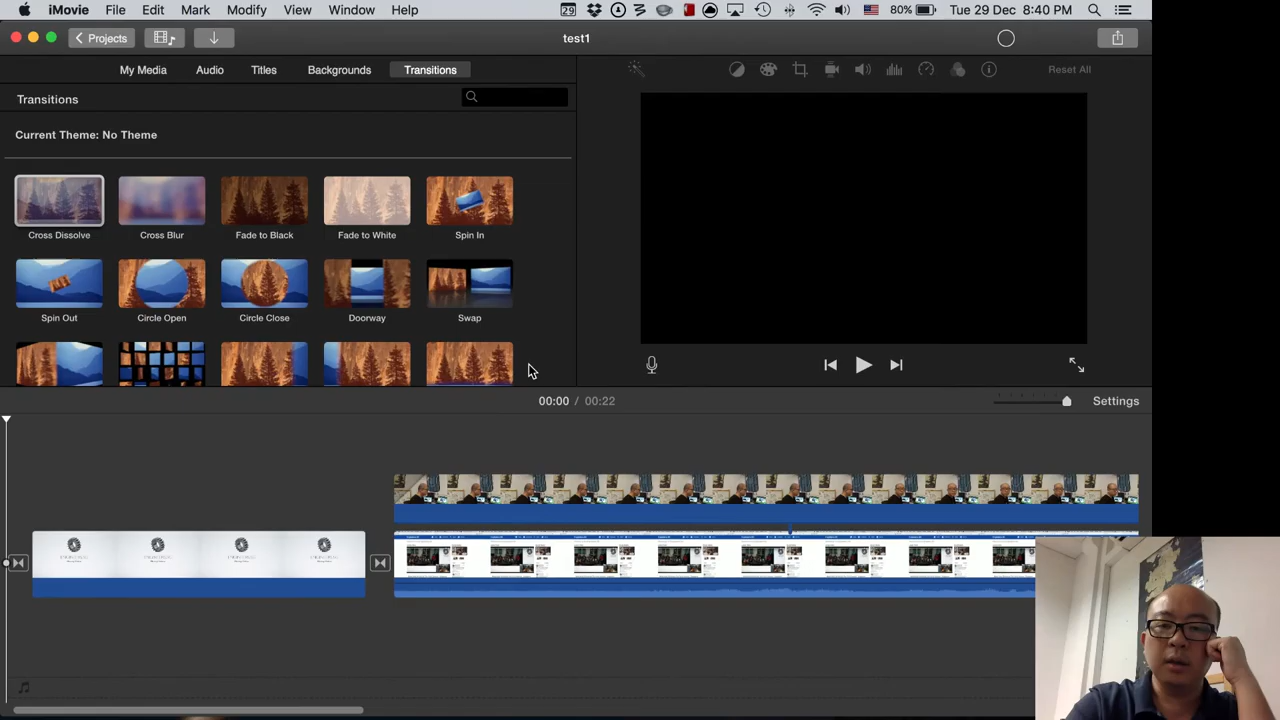 iMovie File Edit Mark Modify View Window Help 29 80% Tue 29 Dec 8:40 PM
Projects test1
My Media Audio Titles Backgrounds Transitions Reset All
Transitions
Current Theme: No Theme
Cross Dissolve Cross Blur Fade to Black Fade to White Spin In
Spin Out Circle Open Circle Close Doorway Swap
00:00 / 00:22 Settings